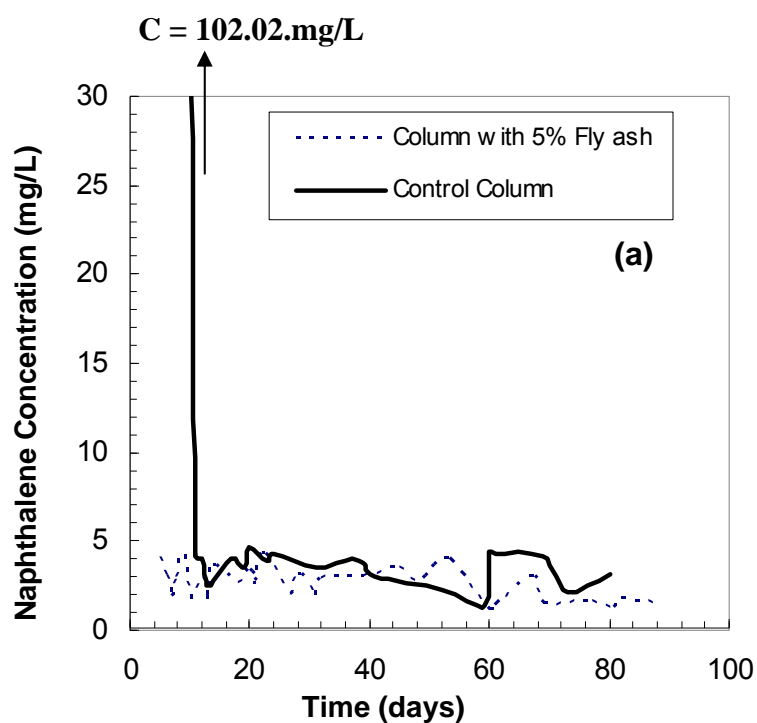 C = 102.02.mg/L
30
25
20
15
10
5
0
Naphthalene Concentration (mg/L)
Column with 5% Fly ash
Control Column
(a)
0 20 40 60 80 100
Time (days)